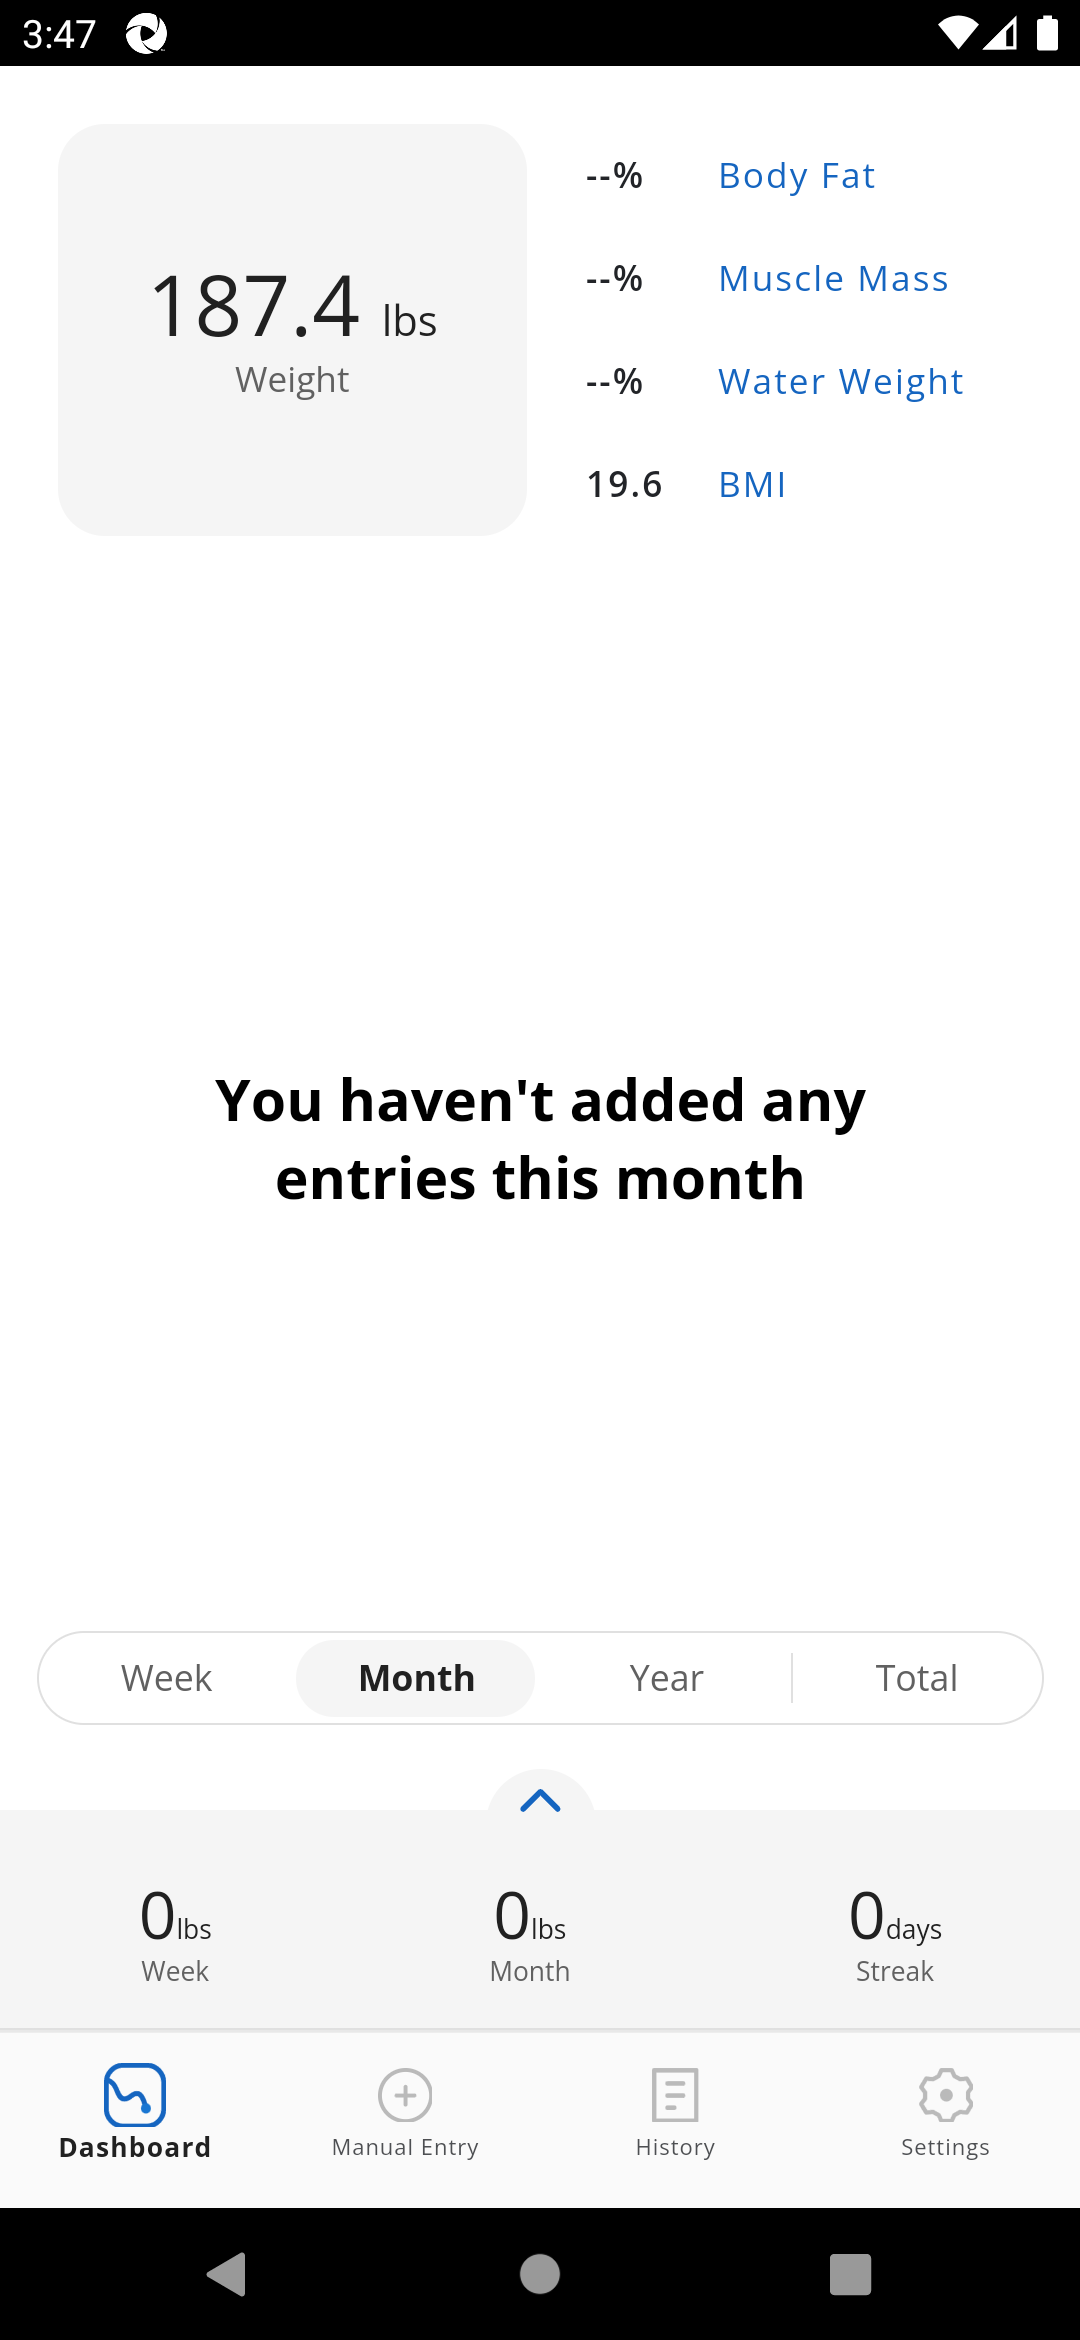 3:47
187.4 lbs
Weight
--% Body Fat
--% Muscle Mass
--% Water Weight
19.6 BMI
You haven't added any
entries this month
Week Month Year Total
0lbs 0lbs 0days
Week Month Streak
Dashboard Manual Entry History Settings